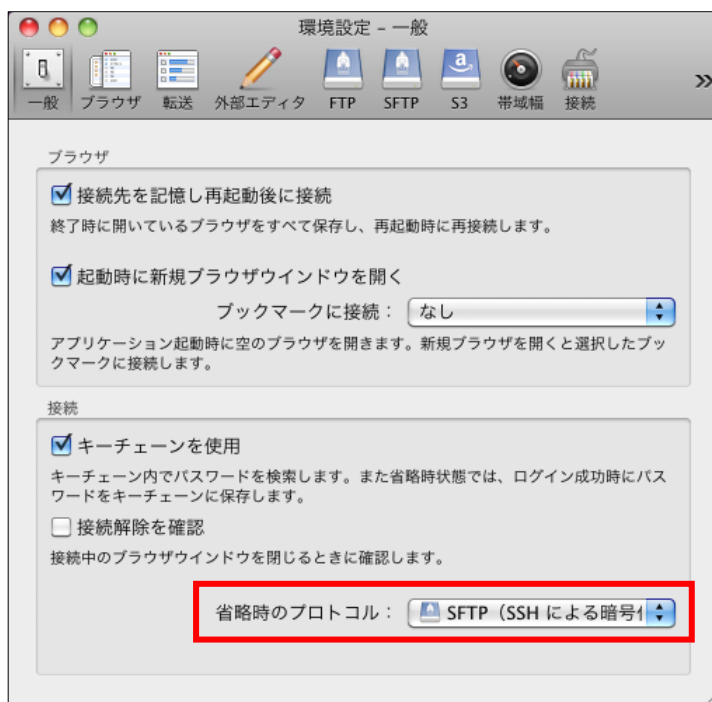 環境設定 – 一般
一般 ブラウザ 転送 外部エディタ FTP SFTP S3 帯域幅 接続 »
ブラウザ
接続先を記憶し再起動後に接続
終了時に開いているブラウザをすべて保存し、再起動時に再接続します。
起動時に新規ブラウザウインドウを開く
ブックマークに接続： なし
アプリケーション起動時に空のブラウザを開きます。新規ブラウザを開くと選択したブッ
クマークに接続します。
接続
キーチェーンを使用
キーチェーン内でパスワードを検索します。また省略時状態では、ログイン成功時にパス
ワードをキーチェーンに保存します。
接続解除を確認
接続中のブラウザウインドウを閉じるときに確認します。
省略時のプロトコル： SFTP（SSH による暗号